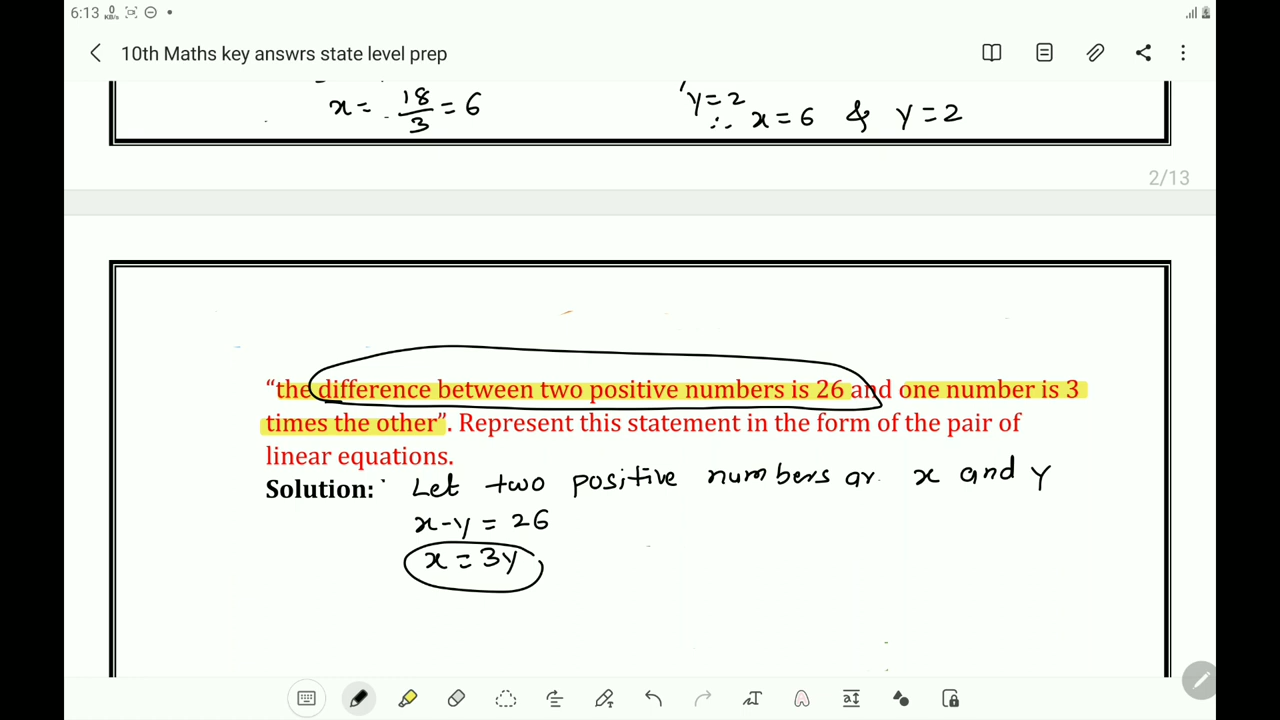 6:13 0 KB/s
10th Maths key answrs state level prep
x = 18/3 = 6
y = 2
∴ x = 6 & y = 2
2/13
“the difference between two positive numbers is 26 and one number is 3
times the other”. Represent this statement in the form of the pair of
linear equations.
Solution: Let two positive numbers ar x and y
x-y = 26
x = 3y